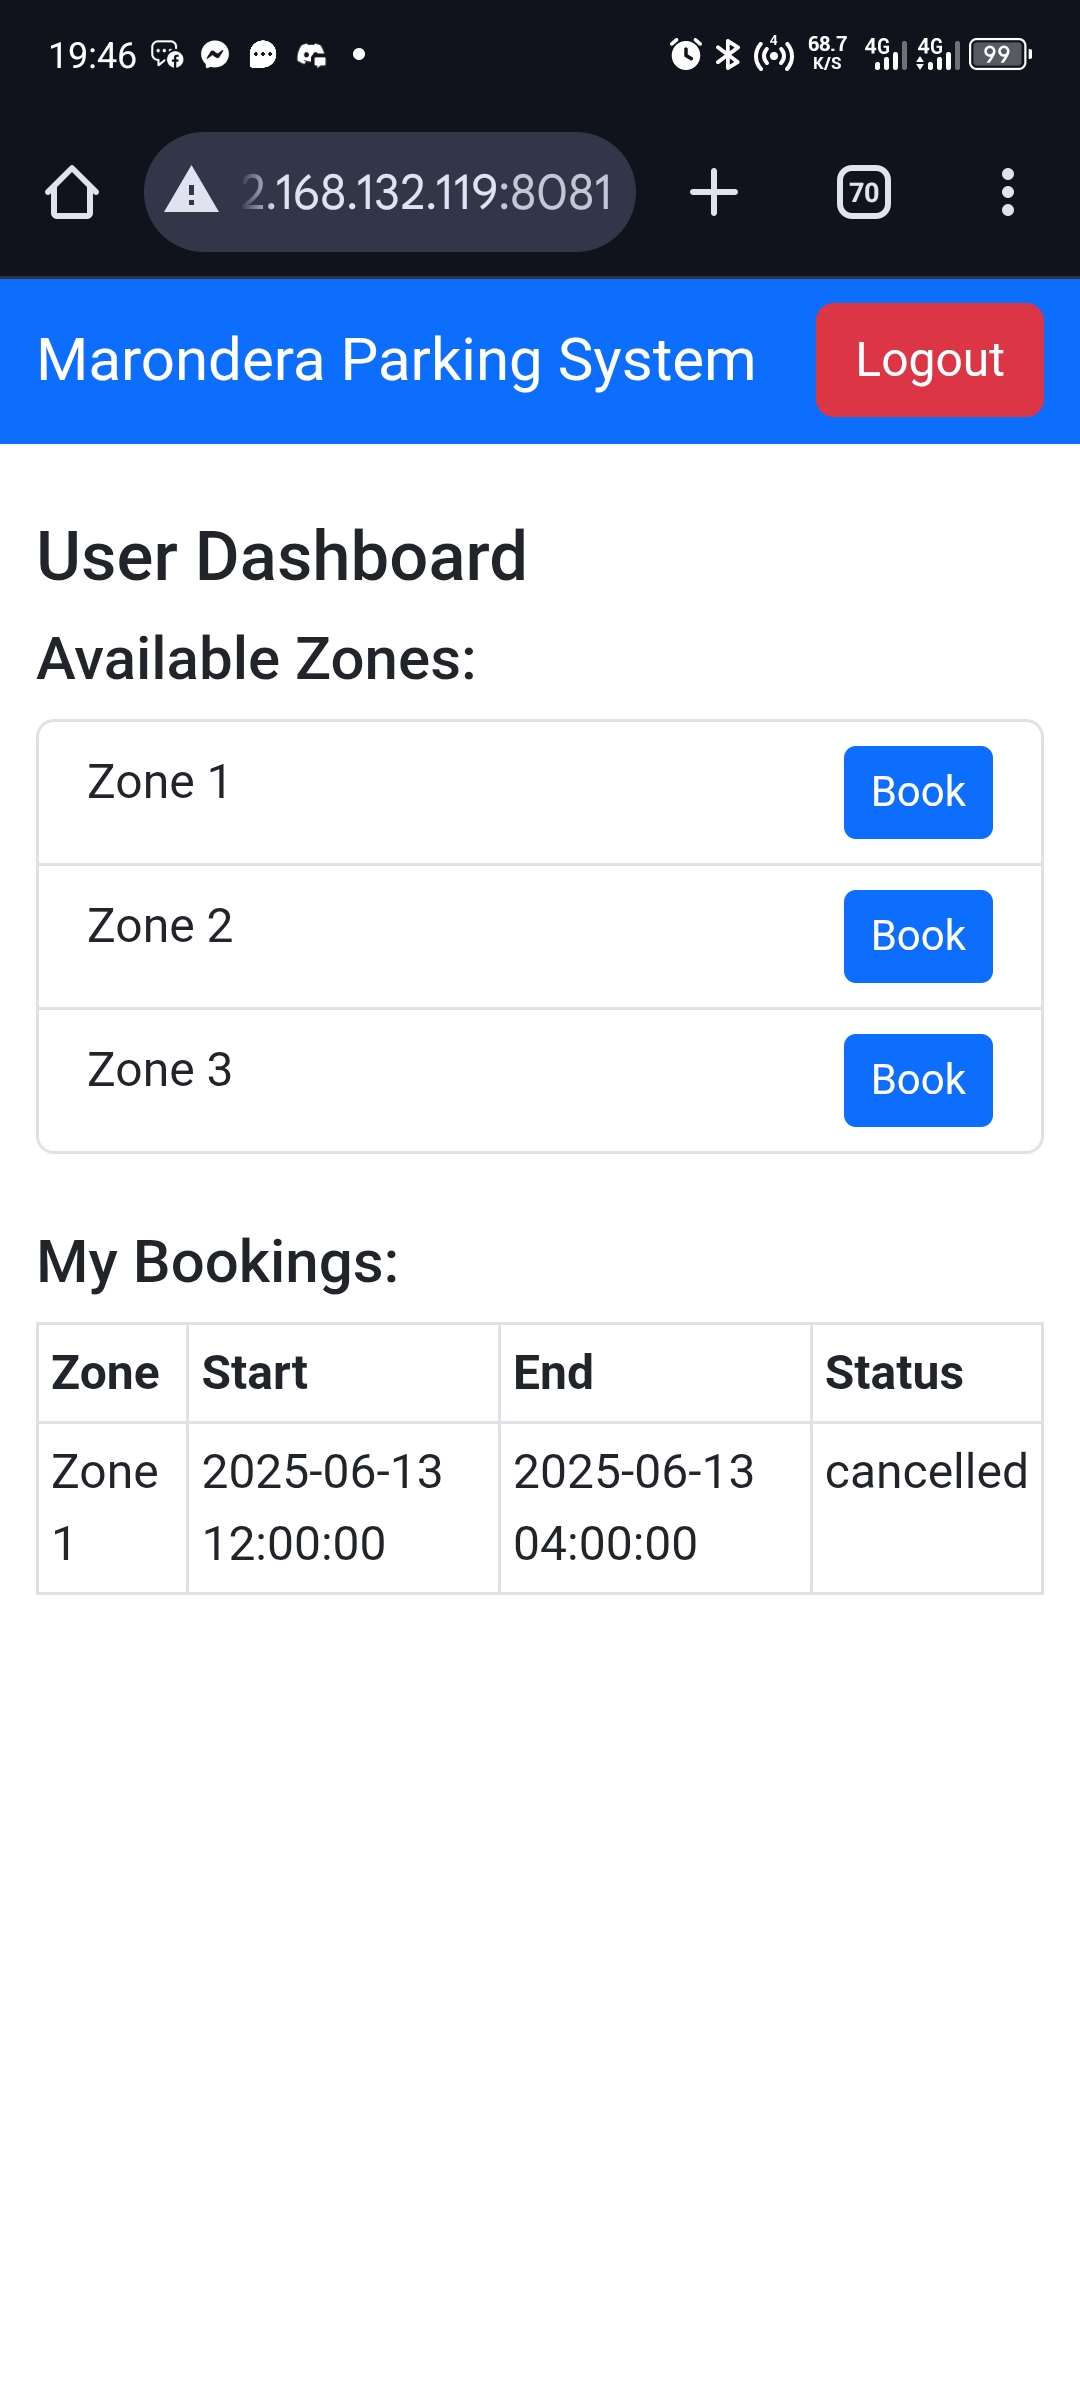 19:46
4
68.7
K/S
4G
4G
99
2.168.132.119:8081
70
Marondera Parking System
Logout
User Dashboard
Available Zones:
Zone 1
Book
Zone 2
Book
Zone 3
Book
My Bookings:
Zone Start End Status
Zone 2025-06-13 2025-06-13 cancelled
1 12:00:00 04:00:00